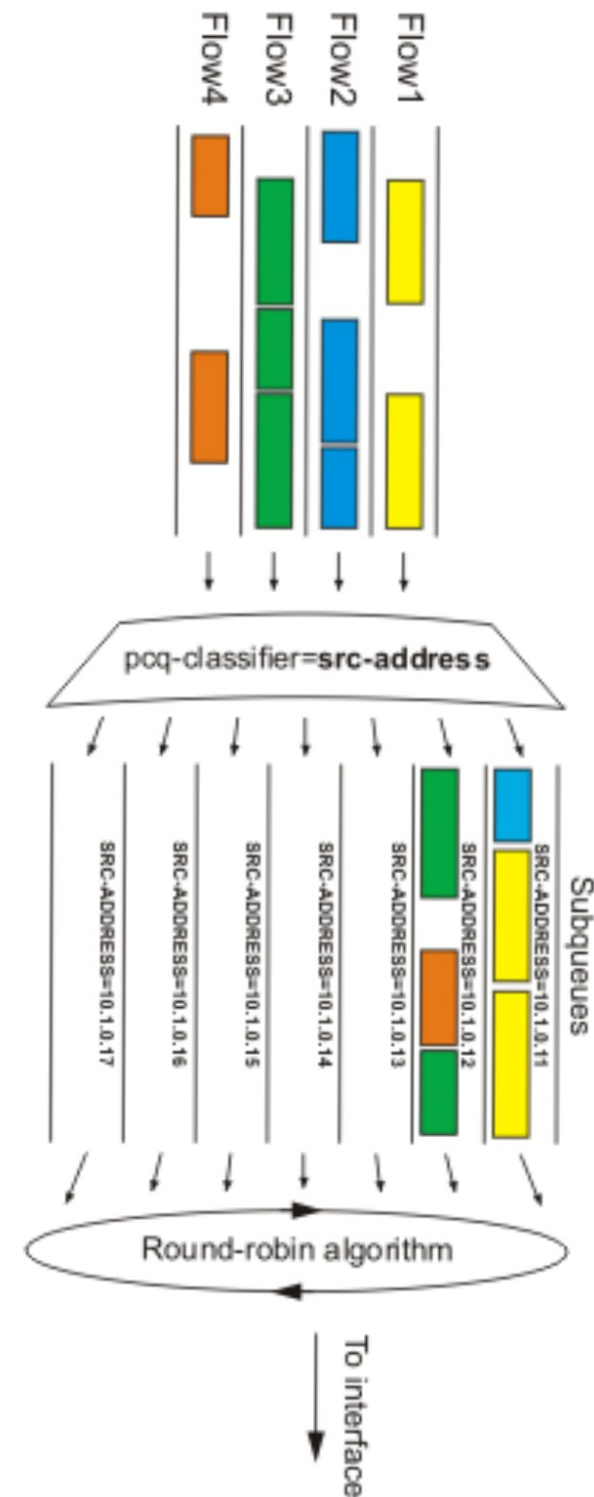 Flow1
Flow2
Flow3
Flow4
pcq-classifier=src-address
Subqueues
SRC-ADDRESS=10.1.0.11
SRC-ADDRESS=10.1.0.12
SRC-ADDRESS=10.1.0.13
SRC-ADDRESS=10.1.0.14
SRC-ADDRESS=10.1.0.15
SRC-ADDRESS=10.1.0.16
SRC-ADDRESS=10.1.0.17
Round-robin algorithm
To interface